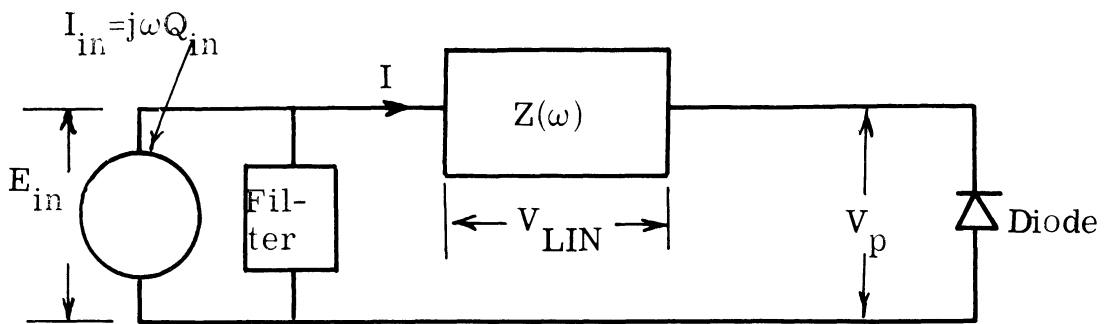 I_in=jωQ_in
I
Z(ω)
E_in
Fil-
ter
V_LIN
V_p
Diode